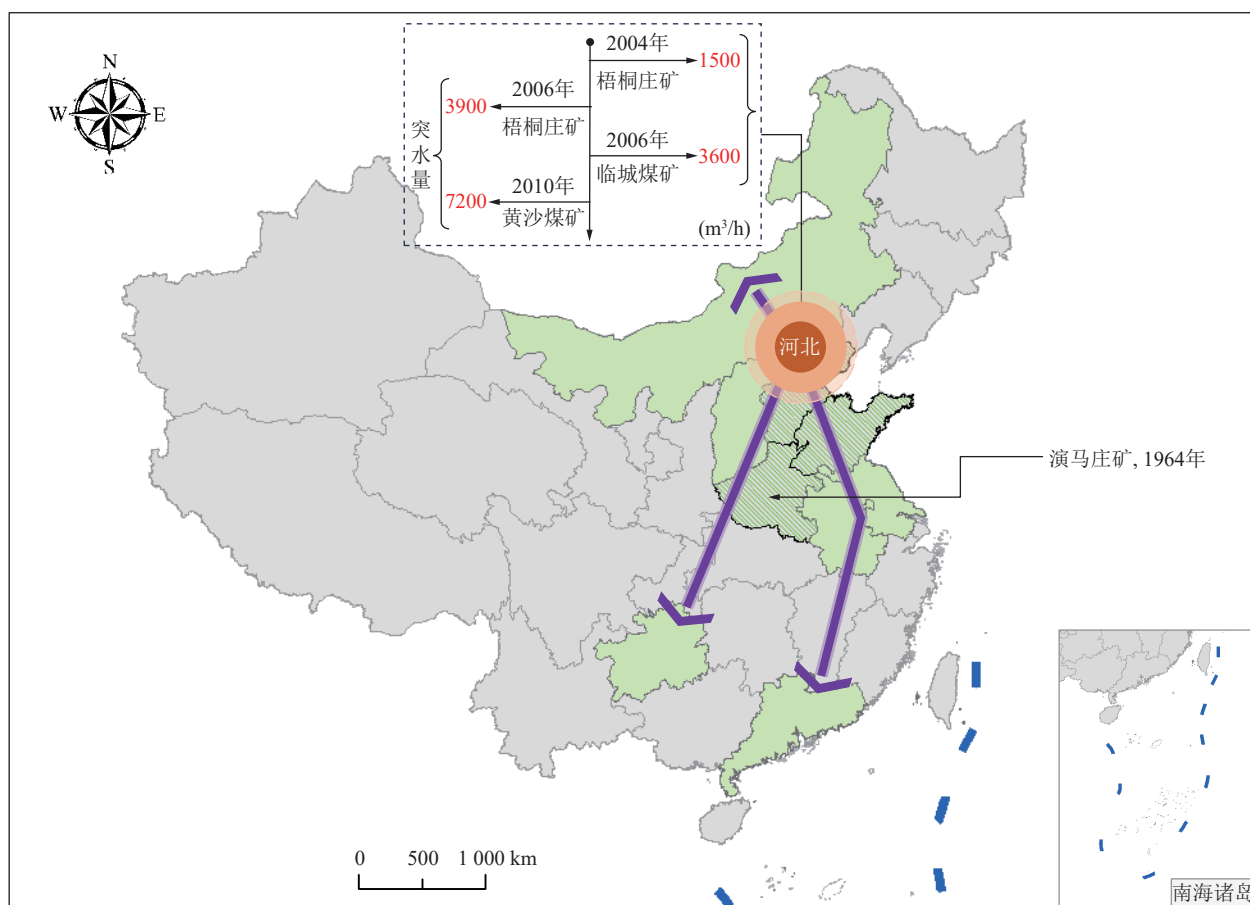 N
W
E
S
2004年
1500
梧桐庄矿
2006年
3900
梧桐庄矿
突水量
2006年
3600
临城煤矿
2010年
7200
黄沙煤矿
(m³/h)
河北
演马庄矿, 1964年
0 500 1 000 km
南海诸岛